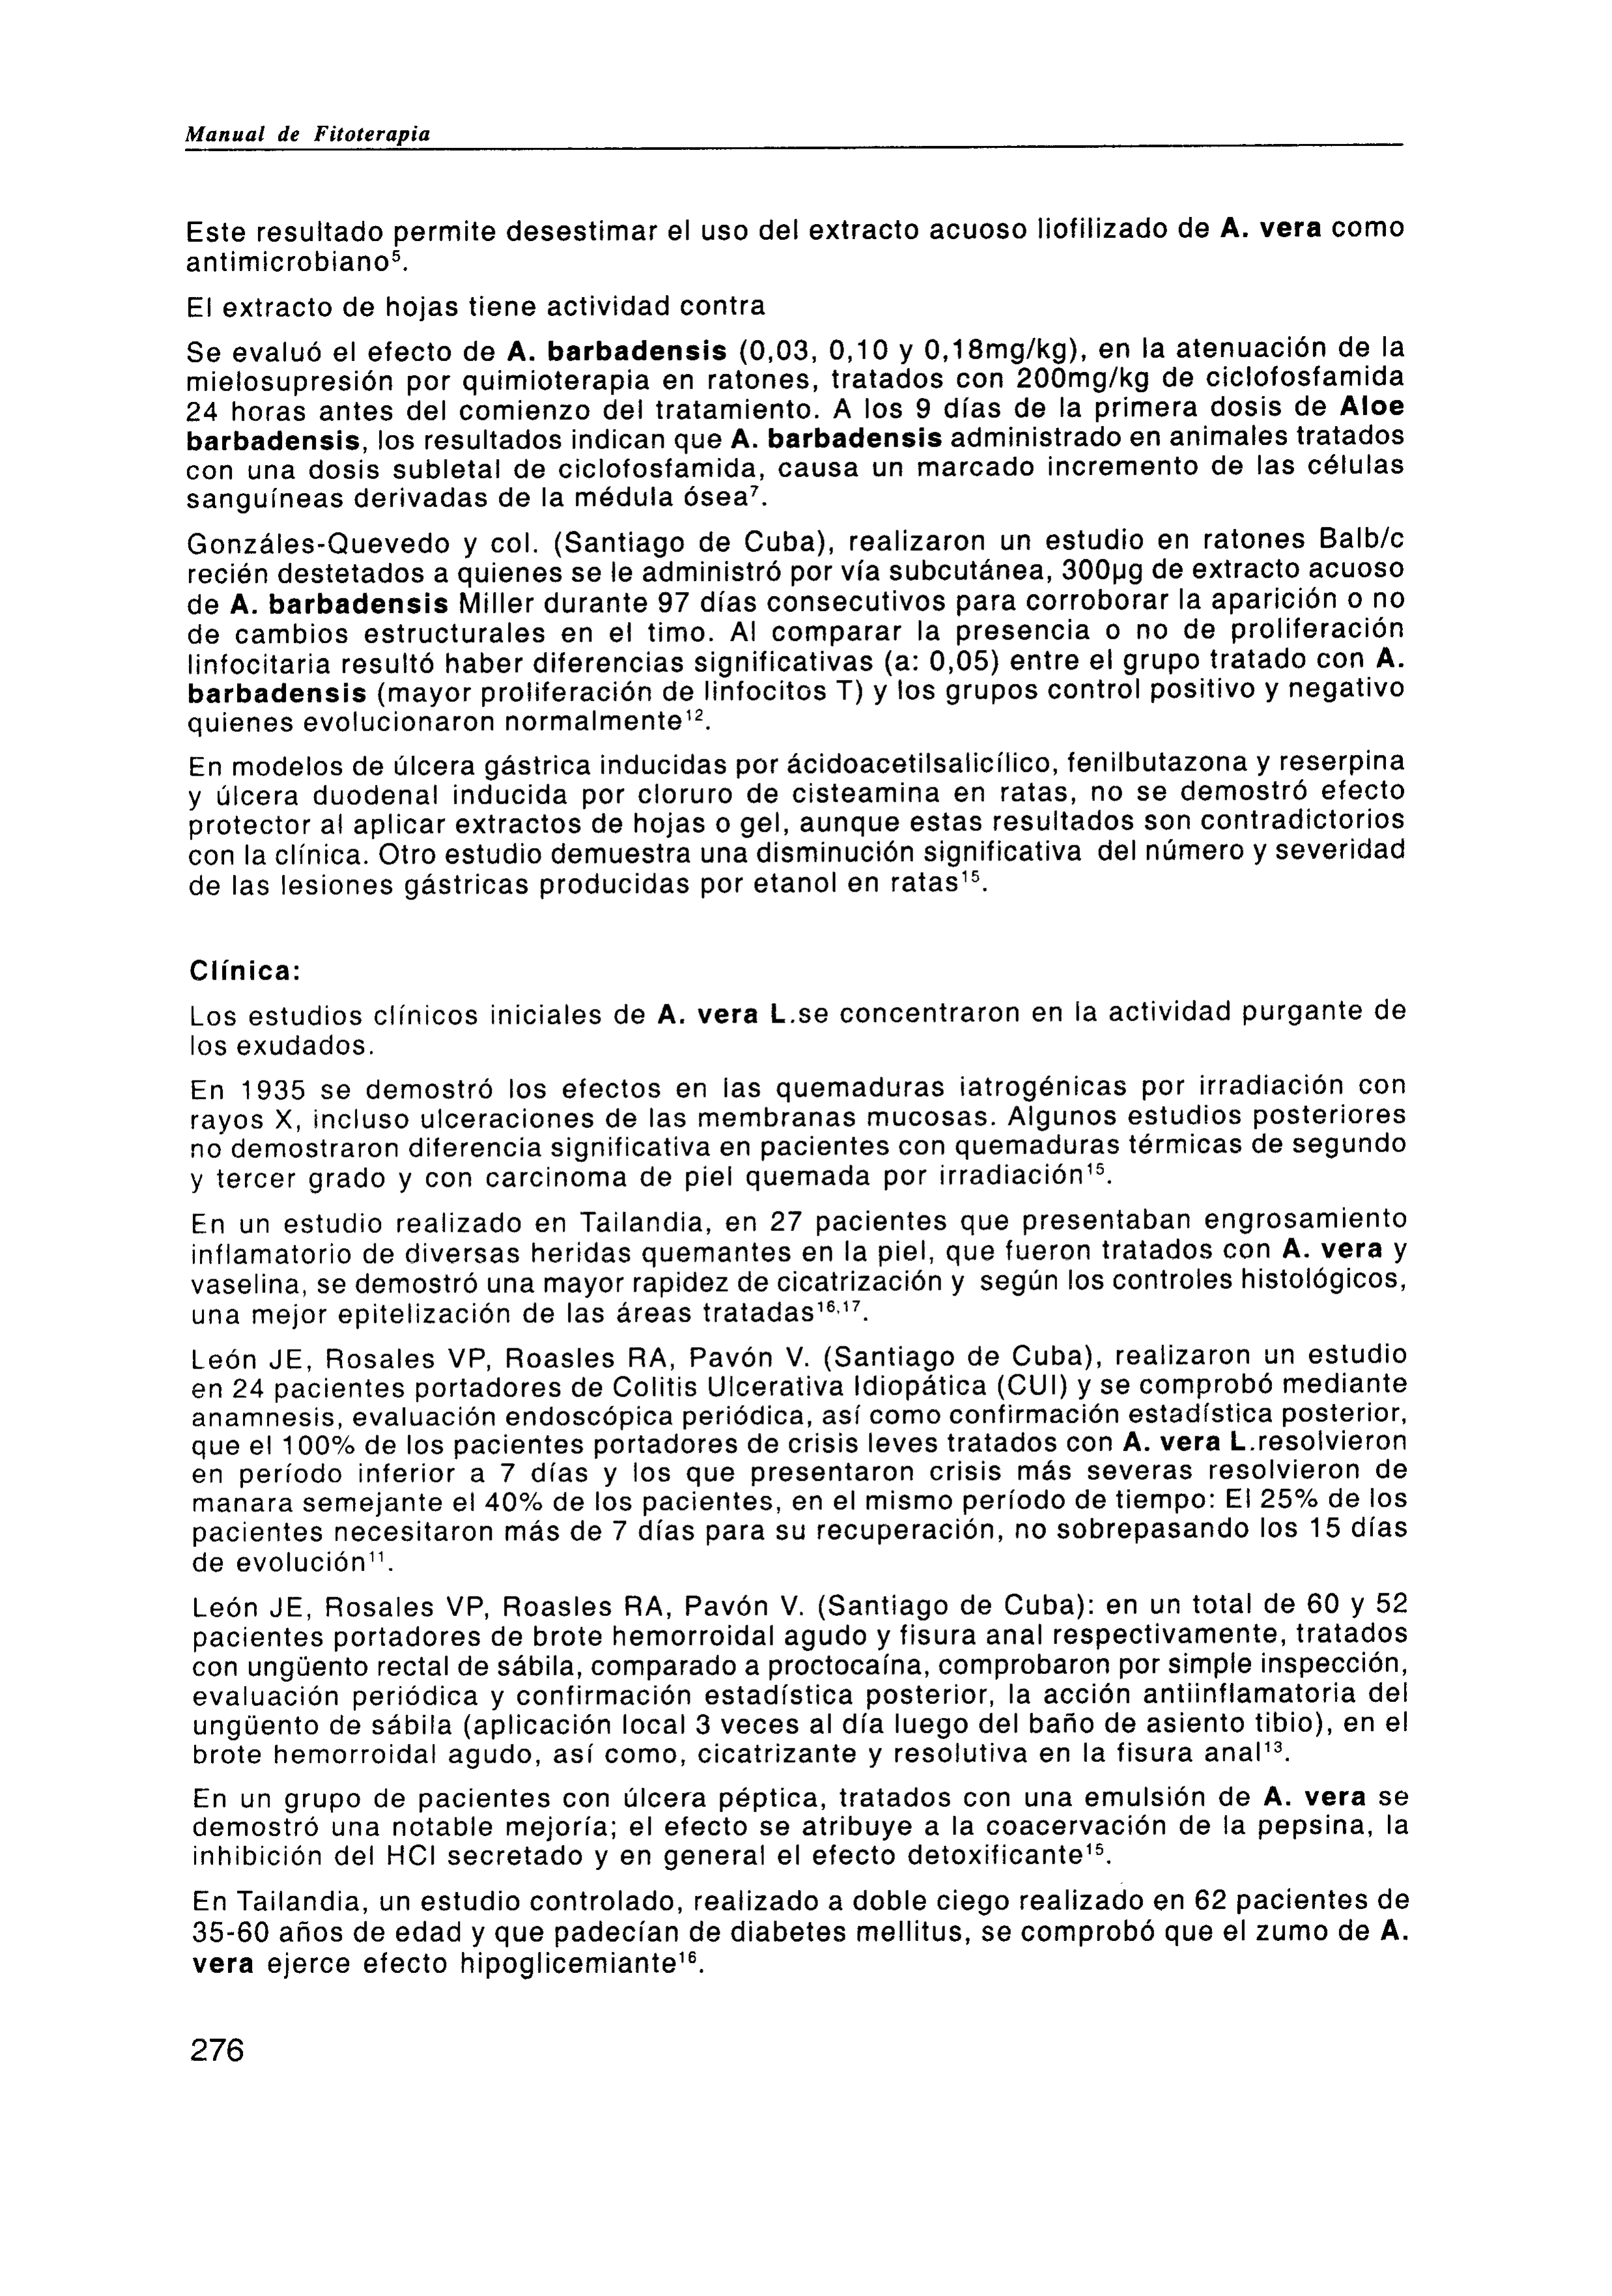 Manual de Fitoterapia
Este resultado permite desestimar el uso del extracto acuoso liofilizado de A. vera como
antimicrobiano⁵.
El extracto de hojas tiene actividad contra
Se evaluó el efecto de A. barbadensis (0,03, 0,10 y 0,18mg/kg), en la atenuación de la
mielosupresión por quimioterapia en ratones, tratados con 200mg/kg de ciclofosfamida
24 horas antes del comienzo del tratamiento. A los 9 días de la primera dosis de Aloe
barbadensis, los resultados indican que A. barbadensis administrado en animales tratados
con una dosis subletal de ciclofosfamida, causa un marcado incremento de las células
sanguíneas derivadas de la médula ósea⁷.
Gonzáles-Quevedo y col. (Santiago de Cuba), realizaron un estudio en ratones Balb/c
recién destetados a quienes se le administró por vía subcutánea, 300µg de extracto acuoso
de A. barbadensis Miller durante 97 días consecutivos para corroborar la aparición o no
de cambios estructurales en el timo. Al comparar la presencia o no de proliferación
linfocitaria resultó haber diferencias significativas (a: 0,05) entre el grupo tratado con A.
barbadensis (mayor proliferación de linfocitos T) y los grupos control positivo y negativo
quienes evolucionaron normalmente¹².
En modelos de úlcera gástrica inducidas por ácidoacetilsalicílico, fenilbutazona y reserpina
y úlcera duodenal inducida por cloruro de cisteamina en ratas, no se demostró efecto
protector al aplicar extractos de hojas o gel, aunque estas resultados son contradictorios
con la clínica. Otro estudio demuestra una disminución significativa del número y severidad
de las lesiones gástricas producidas por etanol en ratas¹⁵.
Clínica:
Los estudios clínicos iniciales de A. vera L.se concentraron en la actividad purgante de
los exudados.
En 1935 se demostró los efectos en las quemaduras iatrogénicas por irradiación con
rayos X, incluso ulceraciones de las membranas mucosas. Algunos estudios posteriores
no demostraron diferencia significativa en pacientes con quemaduras térmicas de segundo
y tercer grado y con carcinoma de piel quemada por irradiación¹⁵.
En un estudio realizado en Tailandia, en 27 pacientes que presentaban engrosamiento
inflamatorio de diversas heridas quemantes en la piel, que fueron tratados con A. vera y
vaselina, se demostró una mayor rapidez de cicatrización y según los controles histológicos,
una mejor epitelización de las áreas tratadas¹⁶,¹⁷.
León JE, Rosales VP, Roasles RA, Pavón V. (Santiago de Cuba), realizaron un estudio
en 24 pacientes portadores de Colitis Ulcerativa Idiopática (CUI) y se comprobó mediante
anamnesis, evaluación endoscópica periódica, así como confirmación estadística posterior,
que el 100% de los pacientes portadores de crisis leves tratados con A. vera L.resolvieron
en período inferior a 7 días y los que presentaron crisis más severas resolvieron de
manara semejante el 40% de los pacientes, en el mismo período de tiempo: El 25% de los
pacientes necesitaron más de 7 días para su recuperación, no sobrepasando los 15 días
de evolución¹¹.
León JE, Rosales VP, Roasles RA, Pavón V. (Santiago de Cuba): en un total de 60 y 52
pacientes portadores de brote hemorroidal agudo y fisura anal respectivamente, tratados
con ungüento rectal de sábila, comparado a proctocaína, comprobaron por simple inspección,
evaluación periódica y confirmación estadística posterior, la acción antiinflamatoria del
ungüento de sábila (aplicación local 3 veces al día luego del baño de asiento tibio), en el
brote hemorroidal agudo, así como, cicatrizante y resolutiva en la fisura anal¹³.
En un grupo de pacientes con úlcera péptica, tratados con una emulsión de A. vera se
demostró una notable mejoría; el efecto se atribuye a la coacervación de la pepsina, la
inhibición del HCl secretado y en general el efecto detoxificante¹⁵.
En Tailandia, un estudio controlado, realizado a doble ciego realizado en 62 pacientes de
35-60 años de edad y que padecían de diabetes mellitus, se comprobó que el zumo de A.
vera ejerce efecto hipoglicemiante¹⁶.
276